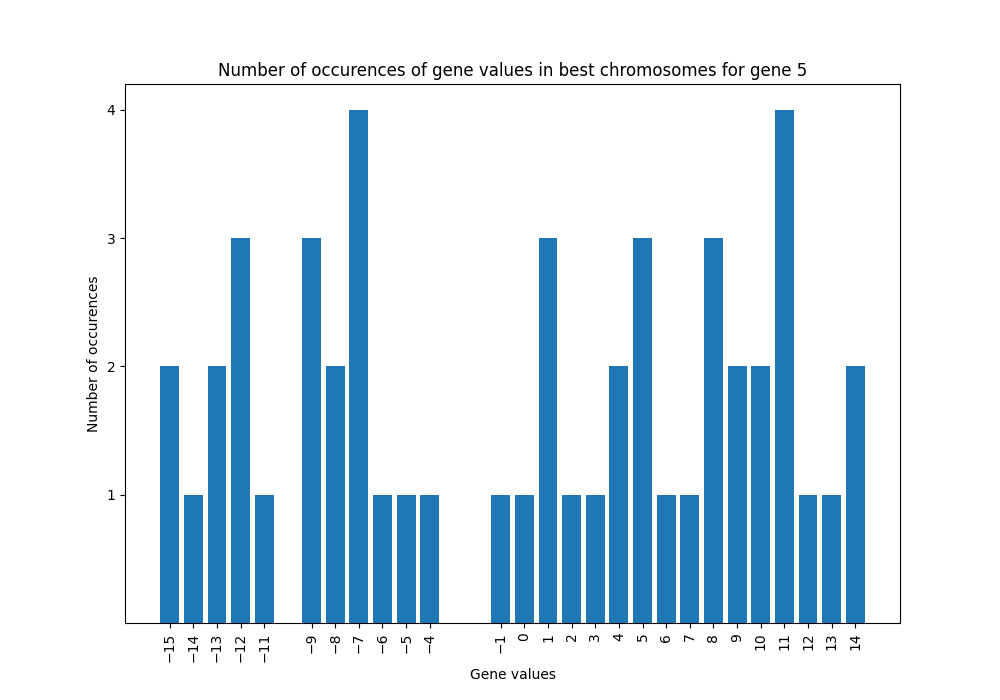 Number of occurences of gene values in best chromosomes for gene 5
4
3
2
1
Number of occurences
−15 −14 −13 −12 −11 −9 −8 −7 −6 −5 −4 −1 0 1 2 3 4 5 6 7 8 9 10 11 12 13 14
Gene values